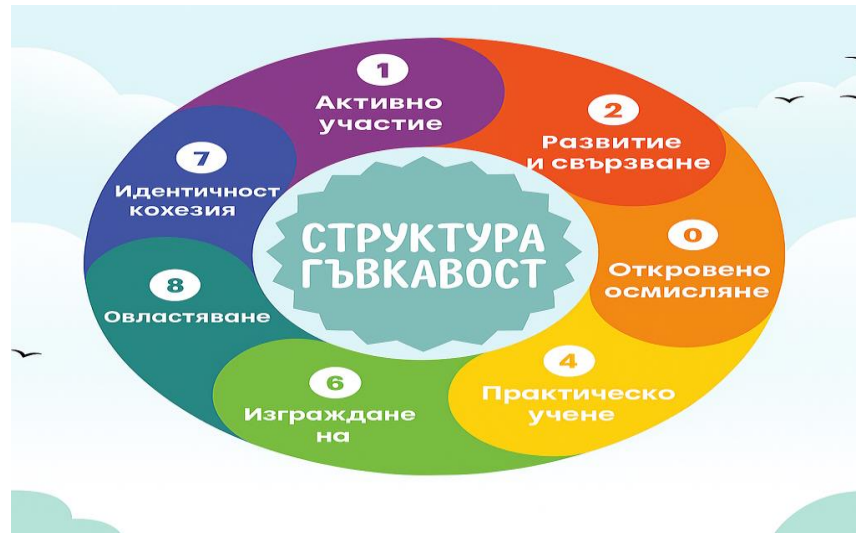 1
Активно
участие
2
Развитие
и свързване
0
Откровено
осмисляне
4
Практическо
учене
6
Изграждане
на
8
Овластяване
7
Идентичност
кохезия
СТРУКТУРА
ГЪВКАВОСТ